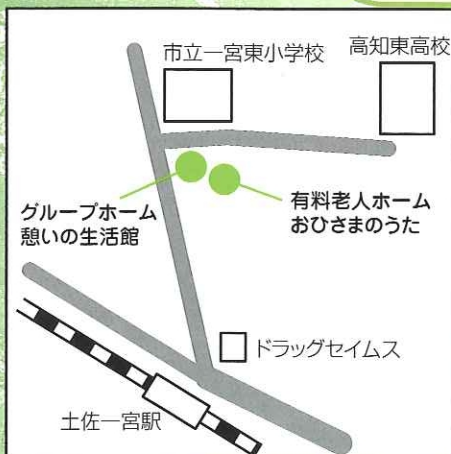 市立一宮東小学校
高知東高校
グループホーム
憩いの生活館
有料老人ホーム
おひさまのうた
ドラッグセイムス
土佐一宮駅